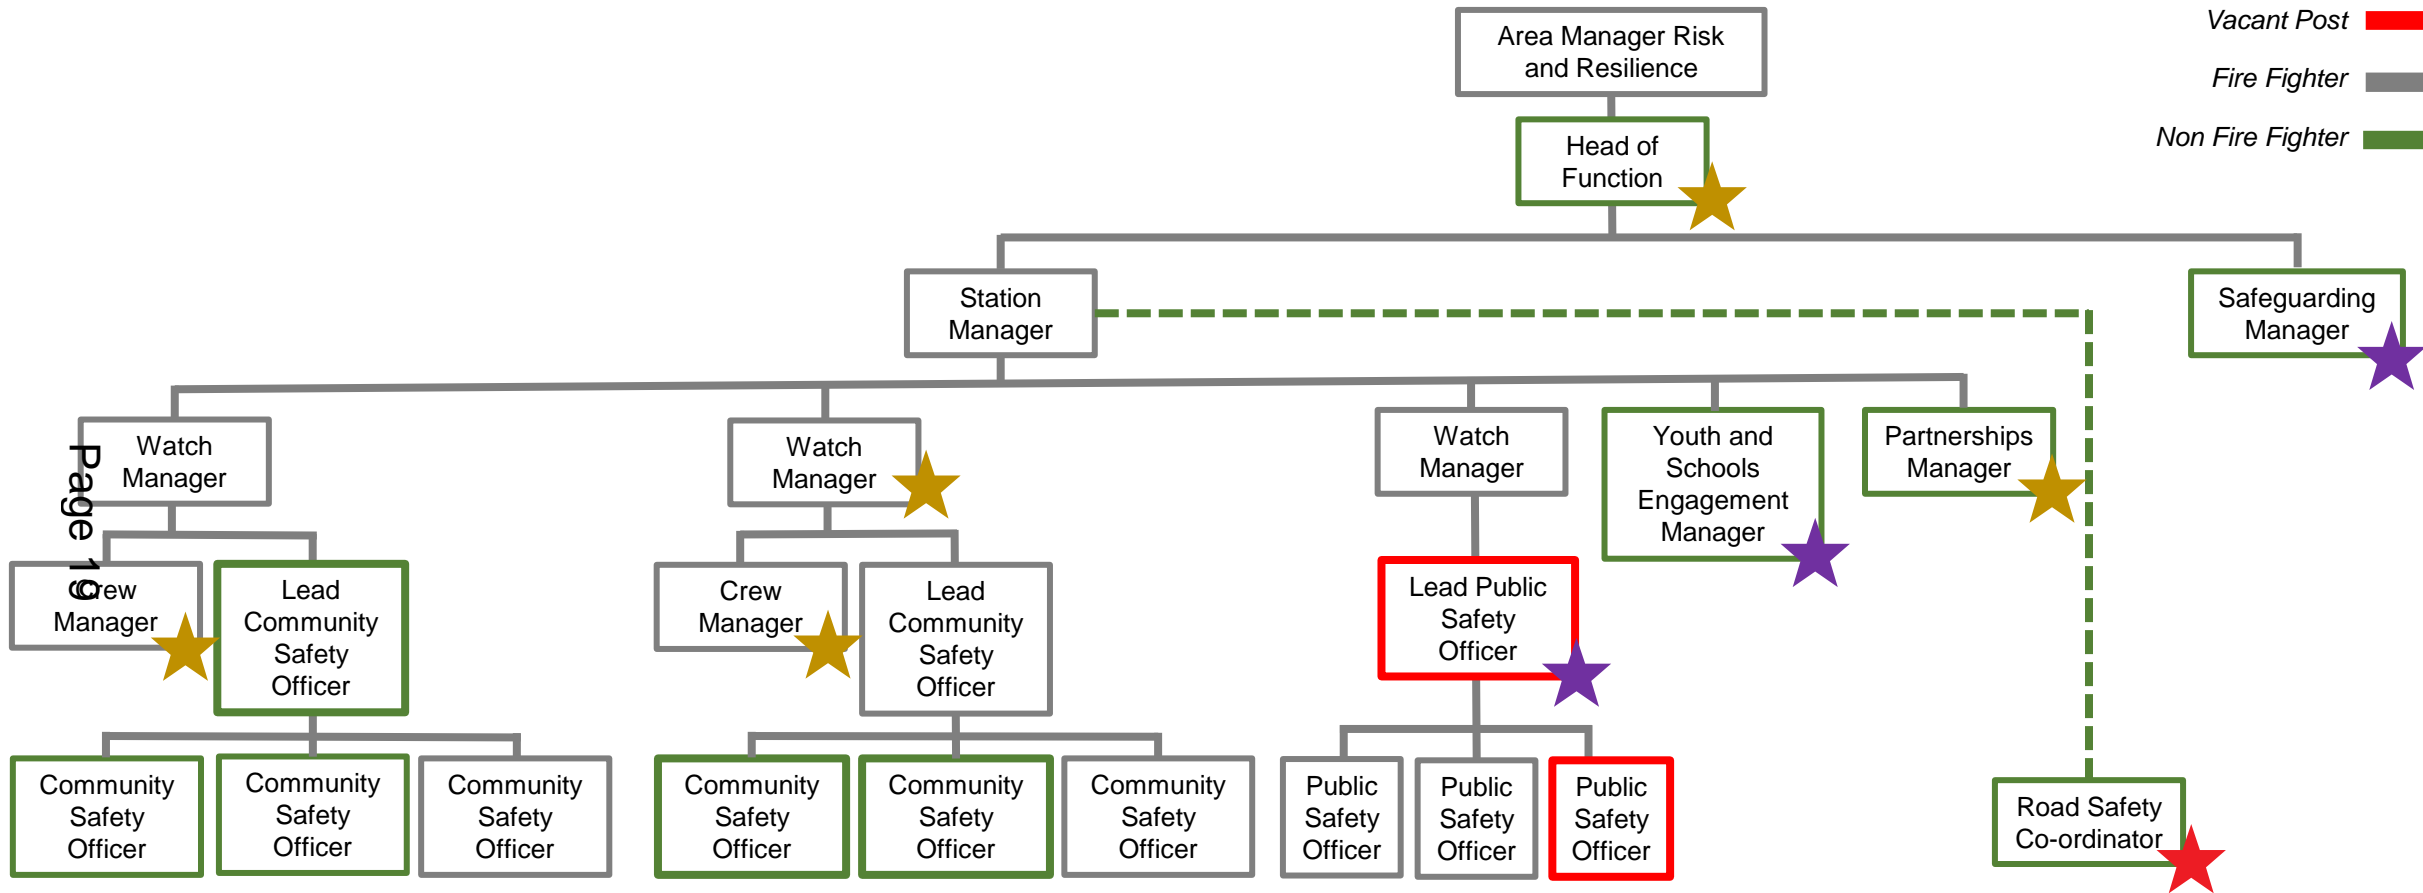 Vacant Post
Fire Fighter
Non Fire Fighter
Area Manager Risk
and Resilience
Head of
Function
Station
Manager
Safeguarding
Manager
Watch
Manager
Watch
Manager
Watch
Manager
Youth and
Schools
Engagement
Manager
Partnerships
Manager
Page 19
Crew
Manager
Lead
Community
Safety
Officer
Crew
Manager
Lead
Community
Safety
Officer
Lead Public
Safety
Officer
Community
Safety
Officer
Community
Safety
Officer
Community
Safety
Officer
Community
Safety
Officer
Community
Safety
Officer
Community
Safety
Officer
Public
Safety
Officer
Public
Safety
Officer
Public
Safety
Officer
Road Safety
Co-ordinator